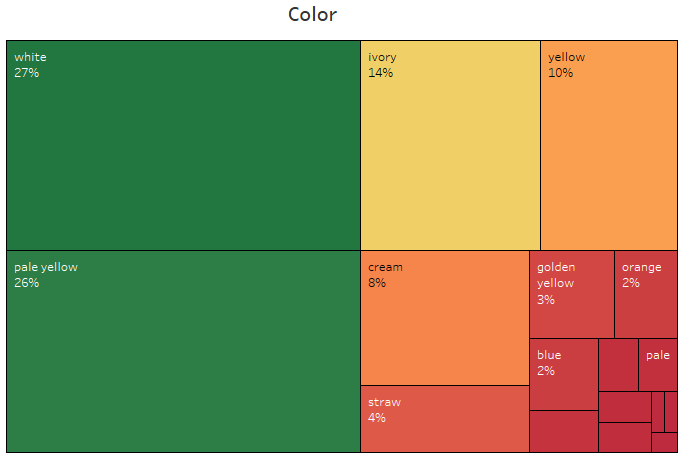 Color
white
27%
ivory
14%
yellow
10%
pale yellow
26%
cream
8%
golden
yellow
3%
orange
2%
blue
2%
pale
straw
4%